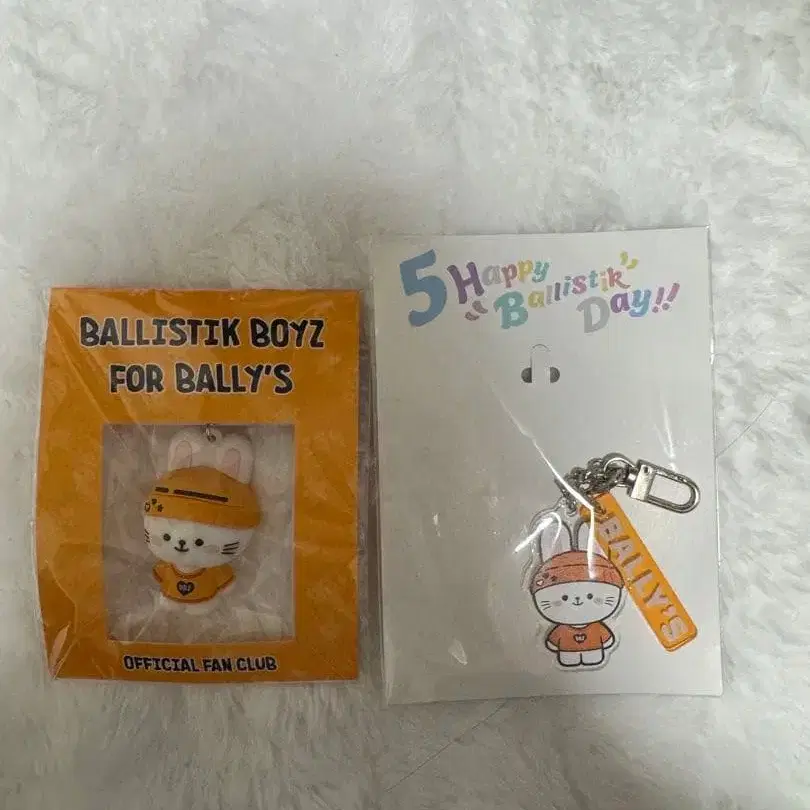 BALLISTIK BOYZ
FOR BALLY'S
OFFICIAL FAN CLUB
5 Happy
Ballistik
Day!!
BALLY'S